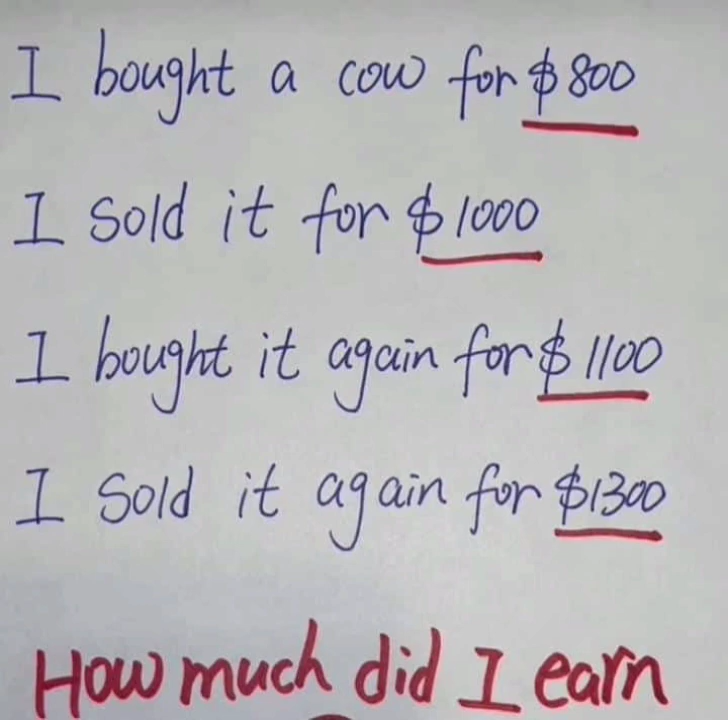 I bought a cow for $800
I sold it for $1000
I bought it again for $1100
I sold it again for $1300
How much did I earn